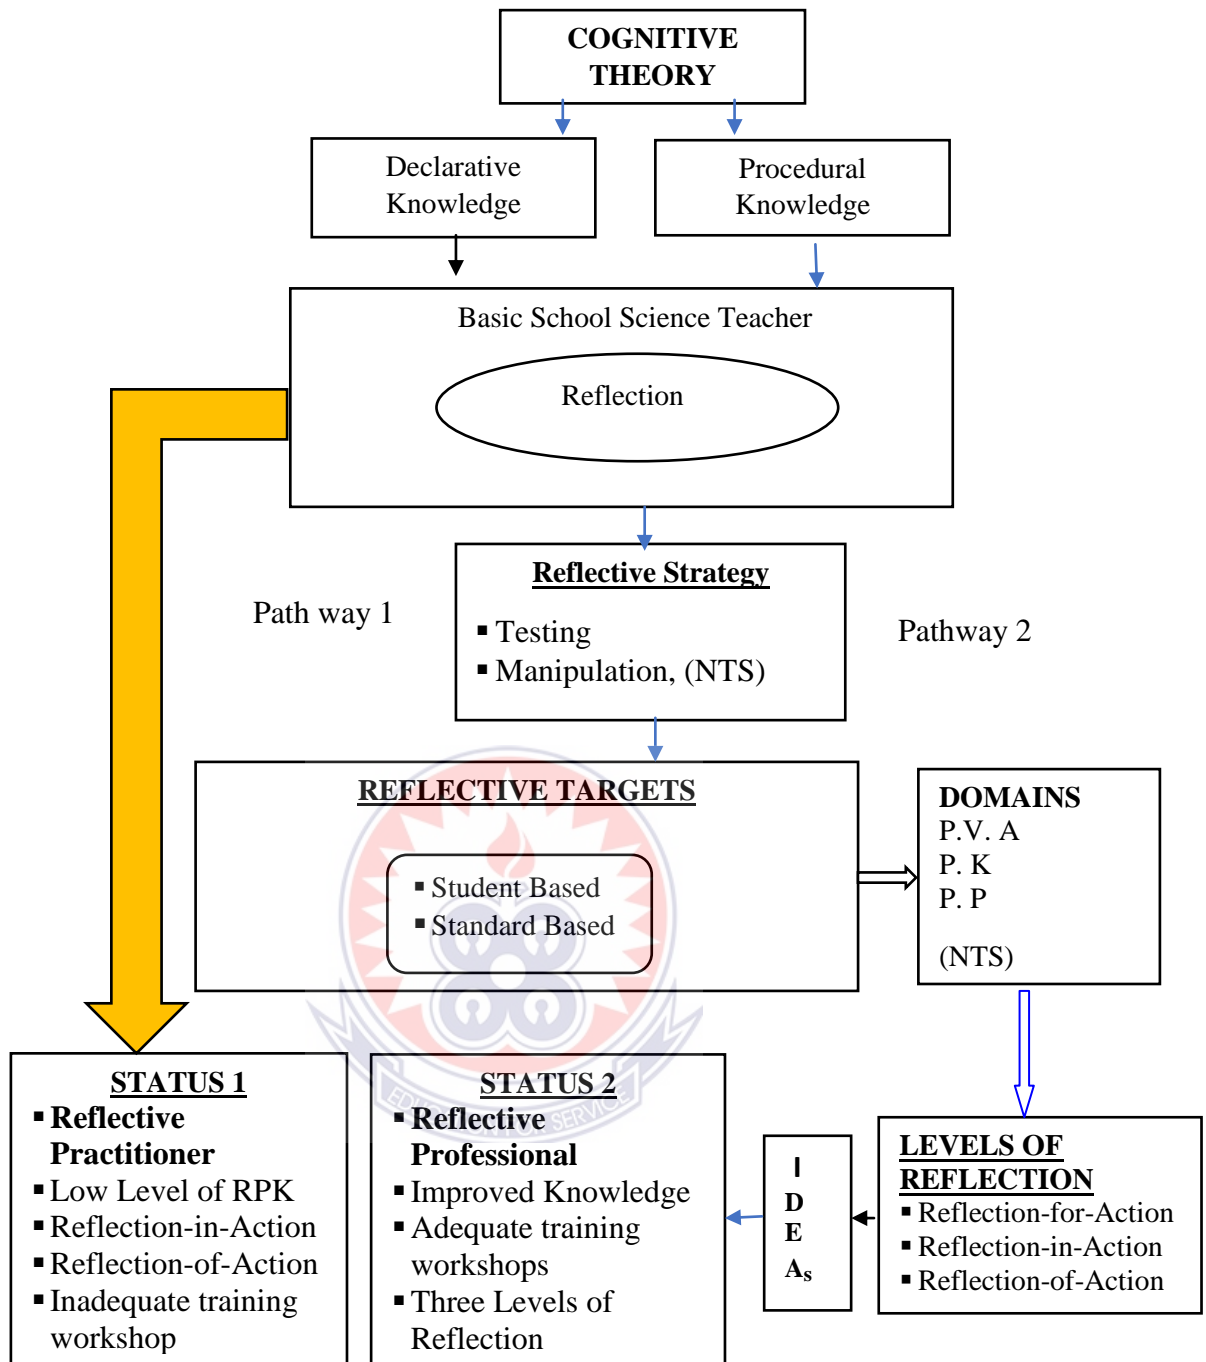 COGNITIVE
THEORY
Declarative
Knowledge
Procedural
Knowledge
Basic School Science Teacher
Reflection
Path way 1
Reflective Strategy
▪ Testing
▪ Manipulation, (NTS)
Pathway 2
REFLECTIVE TARGETS
▪ Student Based
▪ Standard Based
DOMAINS
P.V. A
P. K
P. P
(NTS)
STATUS 1
▪ Reflective
Practitioner
▪ Low Level of RPK
▪ Reflection-in-Action
▪ Reflection-of-Action
▪ Inadequate training
workshop
STATUS 2
▪ Reflective
Professional
▪ Improved Knowledge
▪ Adequate training
workshops
▪ Three Levels of
Reflection
I
D
E
As
LEVELS OF
REFLECTION
▪ Reflection-for-Action
▪ Reflection-in-Action
▪ Reflection-of-Action
EDUCATION FOR SERVICE